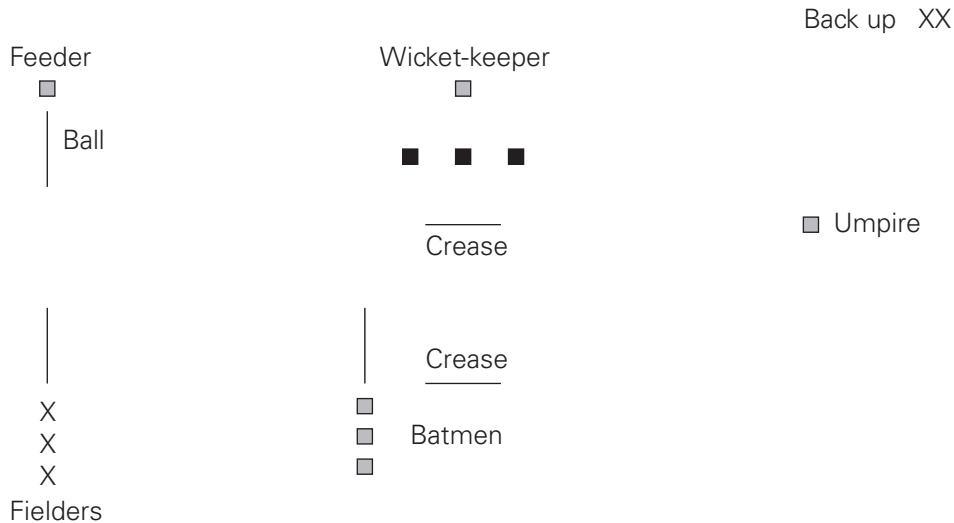 Back up XX
Feeder
Wicket-keeper
Ball
Umpire
Crease
Crease
X
X
X
Batmen
Fielders